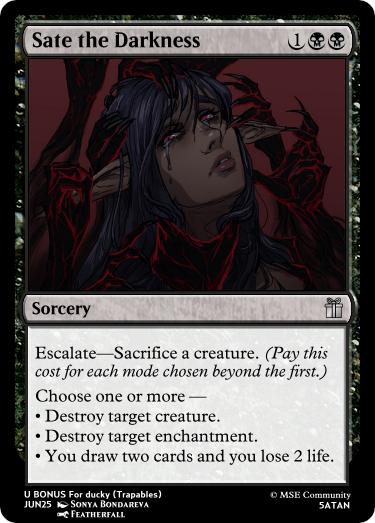 Sate the Darkness 1
Sorcery
Escalate—Sacrifice a creature. (Pay this
cost for each mode chosen beyond the first.)
Choose one or more —
• Destroy target creature.
• Destroy target enchantment.
• You draw two cards and you lose 2 life.
U BONUS For ducky (Trapables) © MSE Community
JUN25 Sonya Bondareva 5ATAN
Featherfall